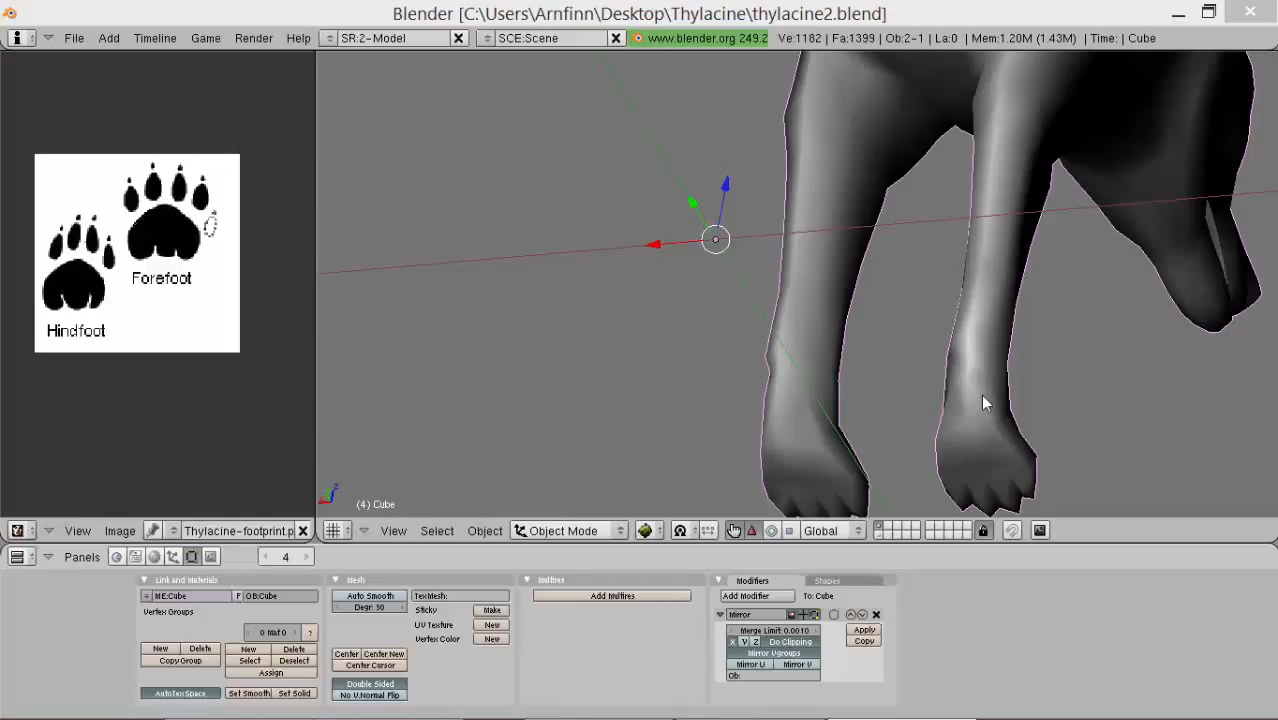 Blender [C:\Users\Arnfinn\Desktop\Thylacine\thylacine2.blend]
File Add Timeline Game Render Help SR:2-Model SCE:Scene www.blender.org 249.2 Ve:1182 | Fa:1399 | Ob:2-1 | La:0 | Mem:1.20M (1.43M) | Time: | Cube
Forefoot
Hindfoot
(4) Cube
View Image Thylacine-footprint.p View Select Object Object Mode Global
Panels 4
Link and Materials Mesh Multires Modifiers Shapes
ME:Cube F OB:Cube Auto Smooth TexMesh: Add Multires Add Modifier To: Cube
Vertex Groups Degr: 30 Sticky Make Mirror
0 Mat 0 ? UV Texture New Merge Limit: 0.0010 Apply
New Delete New Delete Vertex Color New X Y Z Do Clipping Copy
Copy Group Select Deselect Center Center New Mirror Vgroups
Assign Center Cursor Mirror U Mirror V
Double Sided Ob:
AutoTexSpace Set Smooth Set Solid No V.Normal Flip